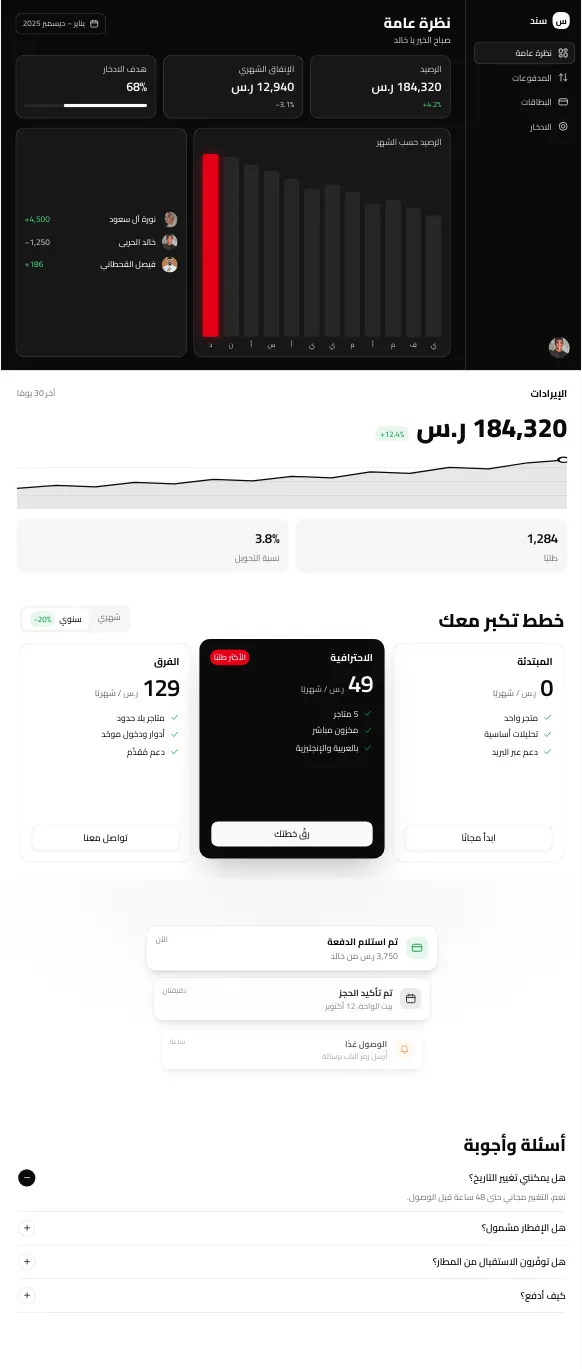 س سند
نظرة عامة
المدفوعات
البطاقات
الادخار
نظرة عامة
صباح الخير يا خالد
يناير – ديسمبر 2025
الرصيد
184,320 ر.س
+4.2%
الإنفاق الشهري
12,940 ر.س
−3.1%
هدف الادخار
68%
الرصيد حسب الشهر
ي ف م أ م ي ي أ س أ ن د
نورة آل سعود +4,500
خالد الحربي −1,250
فيصل القحطاني +186
الإيرادات
آخر 30 يومًا
184,320 ر.س +12.4%
1,284
طلبًا
3.8%
نسبة التحويل
خطط تكبر معك
شهري سنوي −20%
المبتدئة
0 ر.س / شهريًا
متجر واحد
تحليلات أساسية
دعم عبر البريد
ابدأ مجانًا
الاحترافية الأكثر طلبًا
49 ر.س / شهريًا
5 متاجر
مخزون مباشر
بالعربية والإنجليزية
رقِّ خطتك
الفرق
129 ر.س / شهريًا
متاجر بلا حدود
أدوار ودخول موحّد
دعم مُقدَّم
تواصل معنا
تم استلام الدفعة الآن
3,750 ر.س من خالد
تم تأكيد الحجز دقيقتان
بيت الواحة، 12 أكتوبر
الوصول غدًا ساعة
أرسل رمز الباب برسالة
أسئلة وأجوبة
هل يمكنني تغيير التاريخ؟
نعم، التغيير مجاني حتى 48 ساعة قبل الوصول.
هل الإفطار مشمول؟
هل توفّرون الاستقبال من المطار؟
كيف أدفع؟